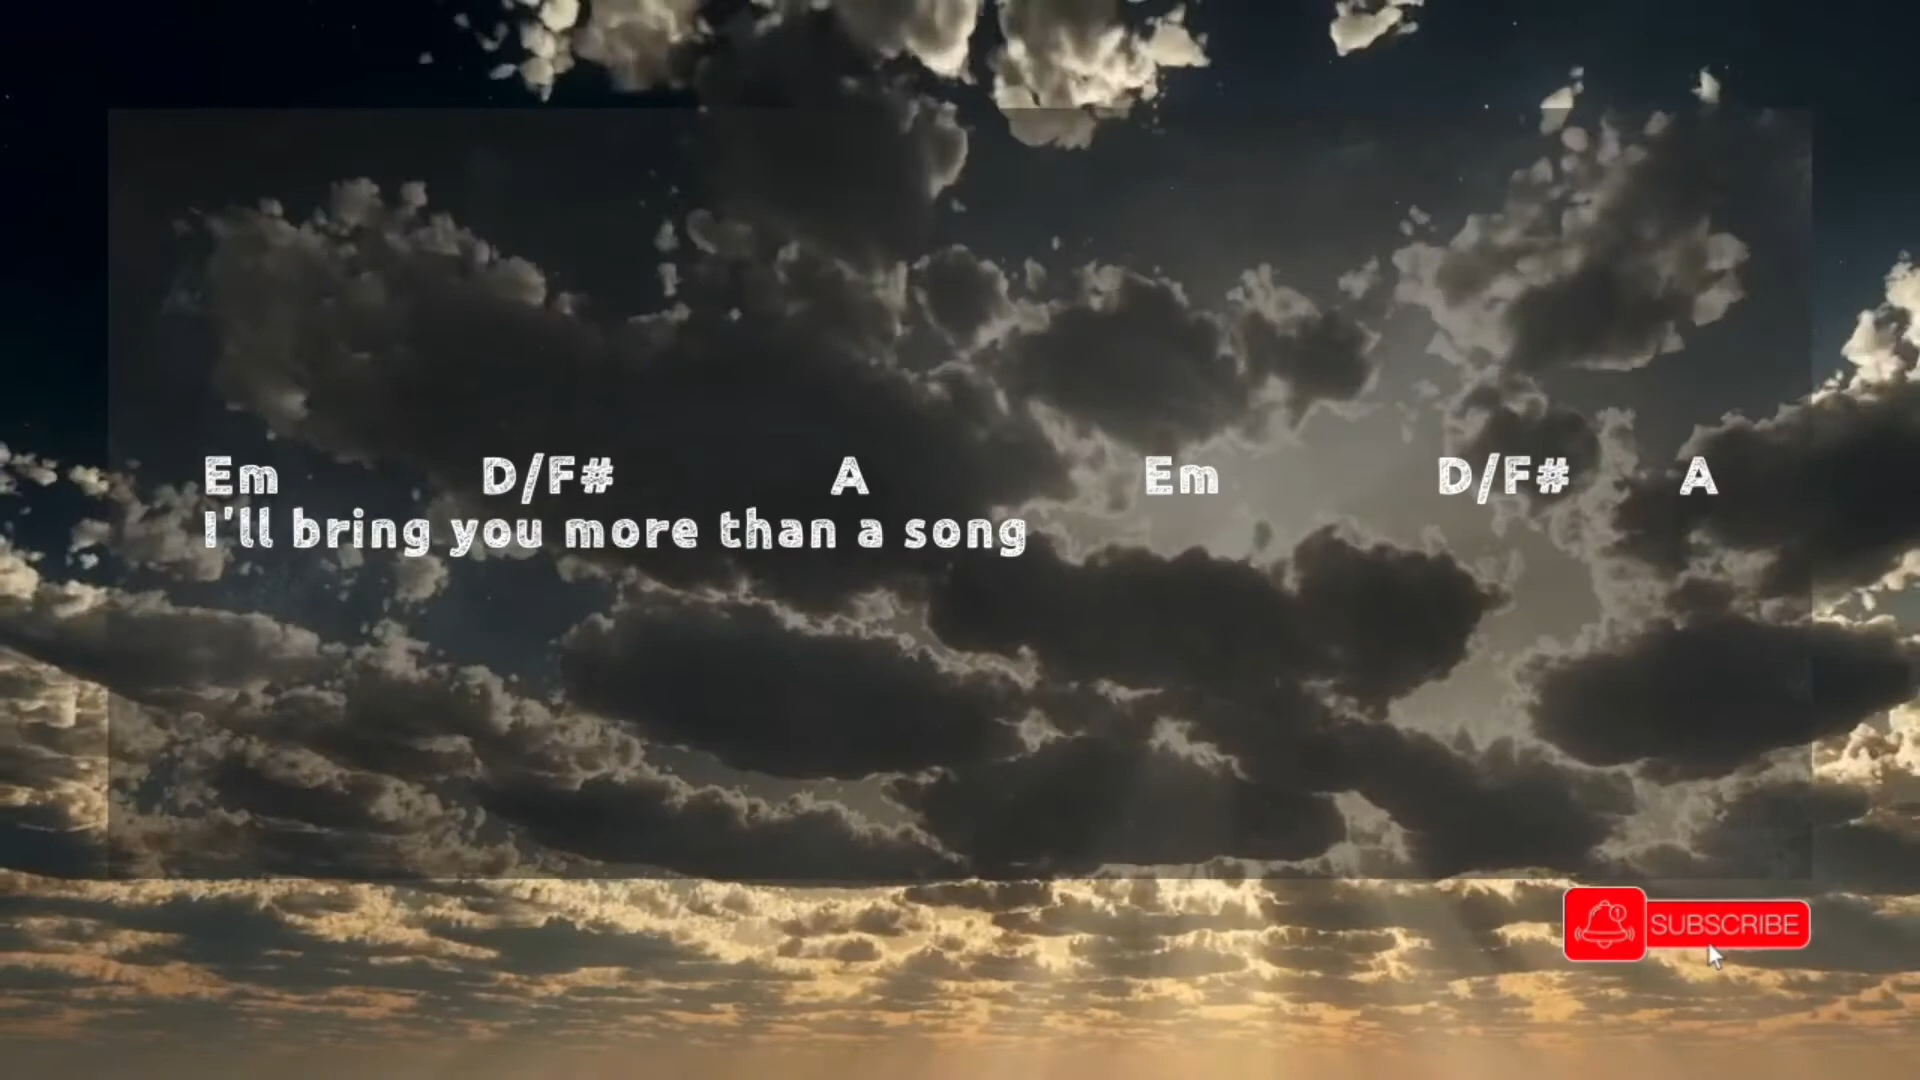 Em D/F# A Em D/F# A
I'll bring you more than a song
SUBSCRIBE